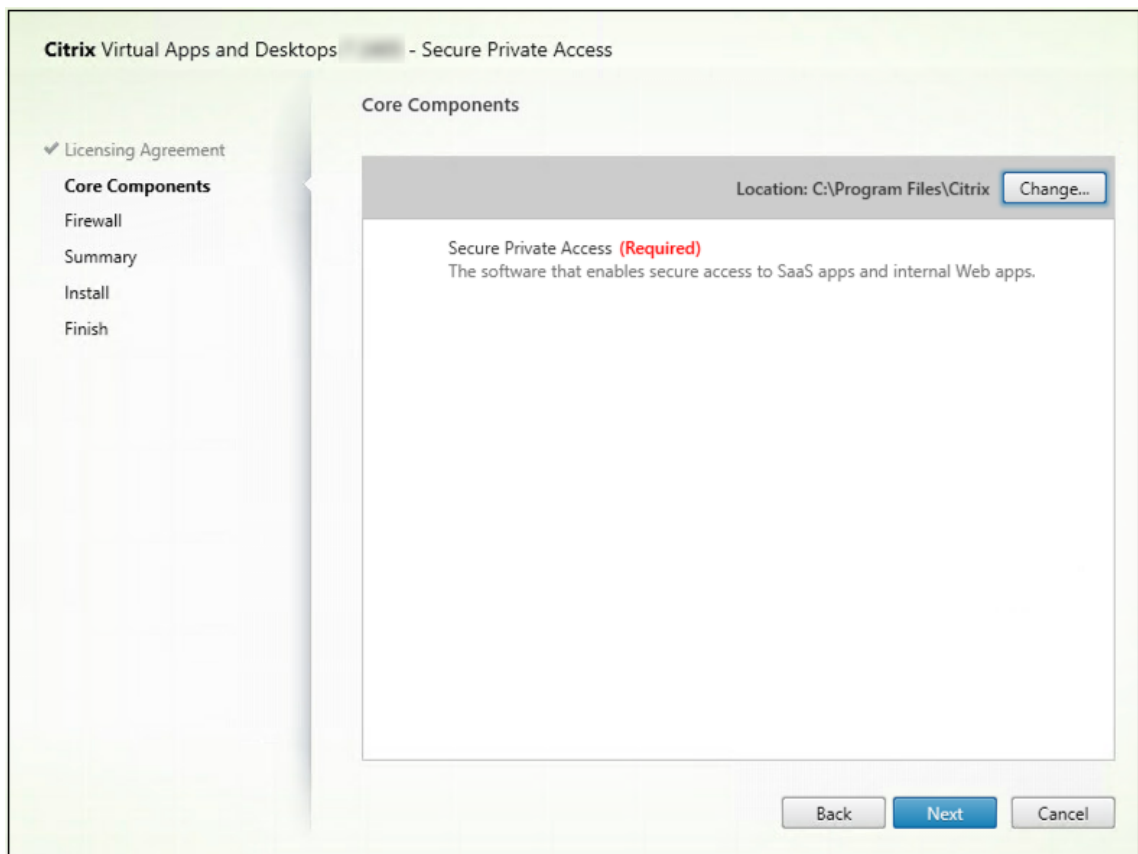 Citrix Virtual Apps and Desktops - Secure Private Access
Core Components
Licensing Agreement
Core Components
Firewall
Summary
Install
Finish
Location: C:\Program Files\Citrix
Change...
Secure Private Access (Required)
The software that enables secure access to SaaS apps and internal Web apps.
Back
Next
Cancel